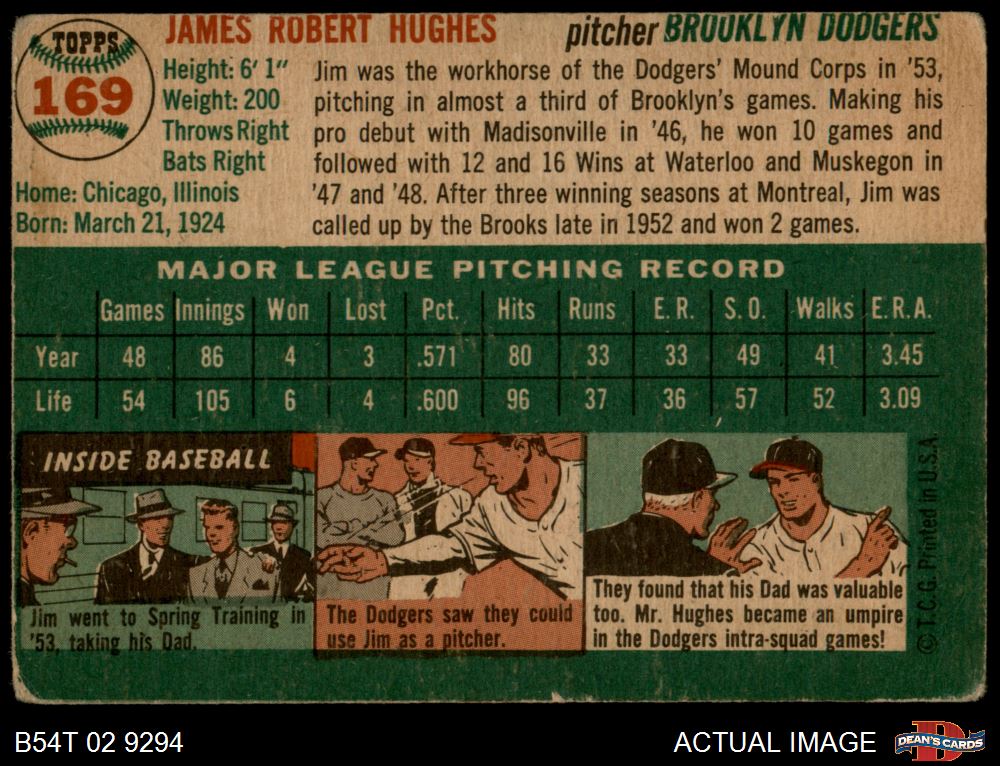 TOPPS
169
JAMES ROBERT HUGHES pitcher BROOKLYN DODGERS
Height: 6' 1"
Weight: 200
Throws Right
Bats Right
Home: Chicago, Illinois
Born: March 21, 1924
Jim was the workhorse of the Dodgers' Mound Corps in '53,
pitching in almost a third of Brooklyn's games. Making his
pro debut with Madisonville in '46, he won 10 games and
followed with 12 and 16 Wins at Waterloo and Muskegon in
'47 and '48. After three winning seasons at Montreal, Jim was
called up by the Brooks late in 1952 and won 2 games.
MAJOR LEAGUE PITCHING RECORD
Games Innings Won Lost Pct. Hits Runs E. R. S. O. Walks E. R. A.
Year 48 86 4 3 .571 80 33 33 49 41 3.45
Life 54 105 6 4 .600 96 37 36 57 52 3.09
INSIDE BASEBALL
Jim went to Spring Training in
'53, taking his Dad.
The Dodgers saw they could
use Jim as a pitcher.
They found that his Dad was valuable
too. Mr. Hughes became an umpire
in the Dodgers intra-squad games!
© T.C.G. Printed in U.S.A.
B54T 02 9294
ACTUAL IMAGE
D
DEAN'S CARDS